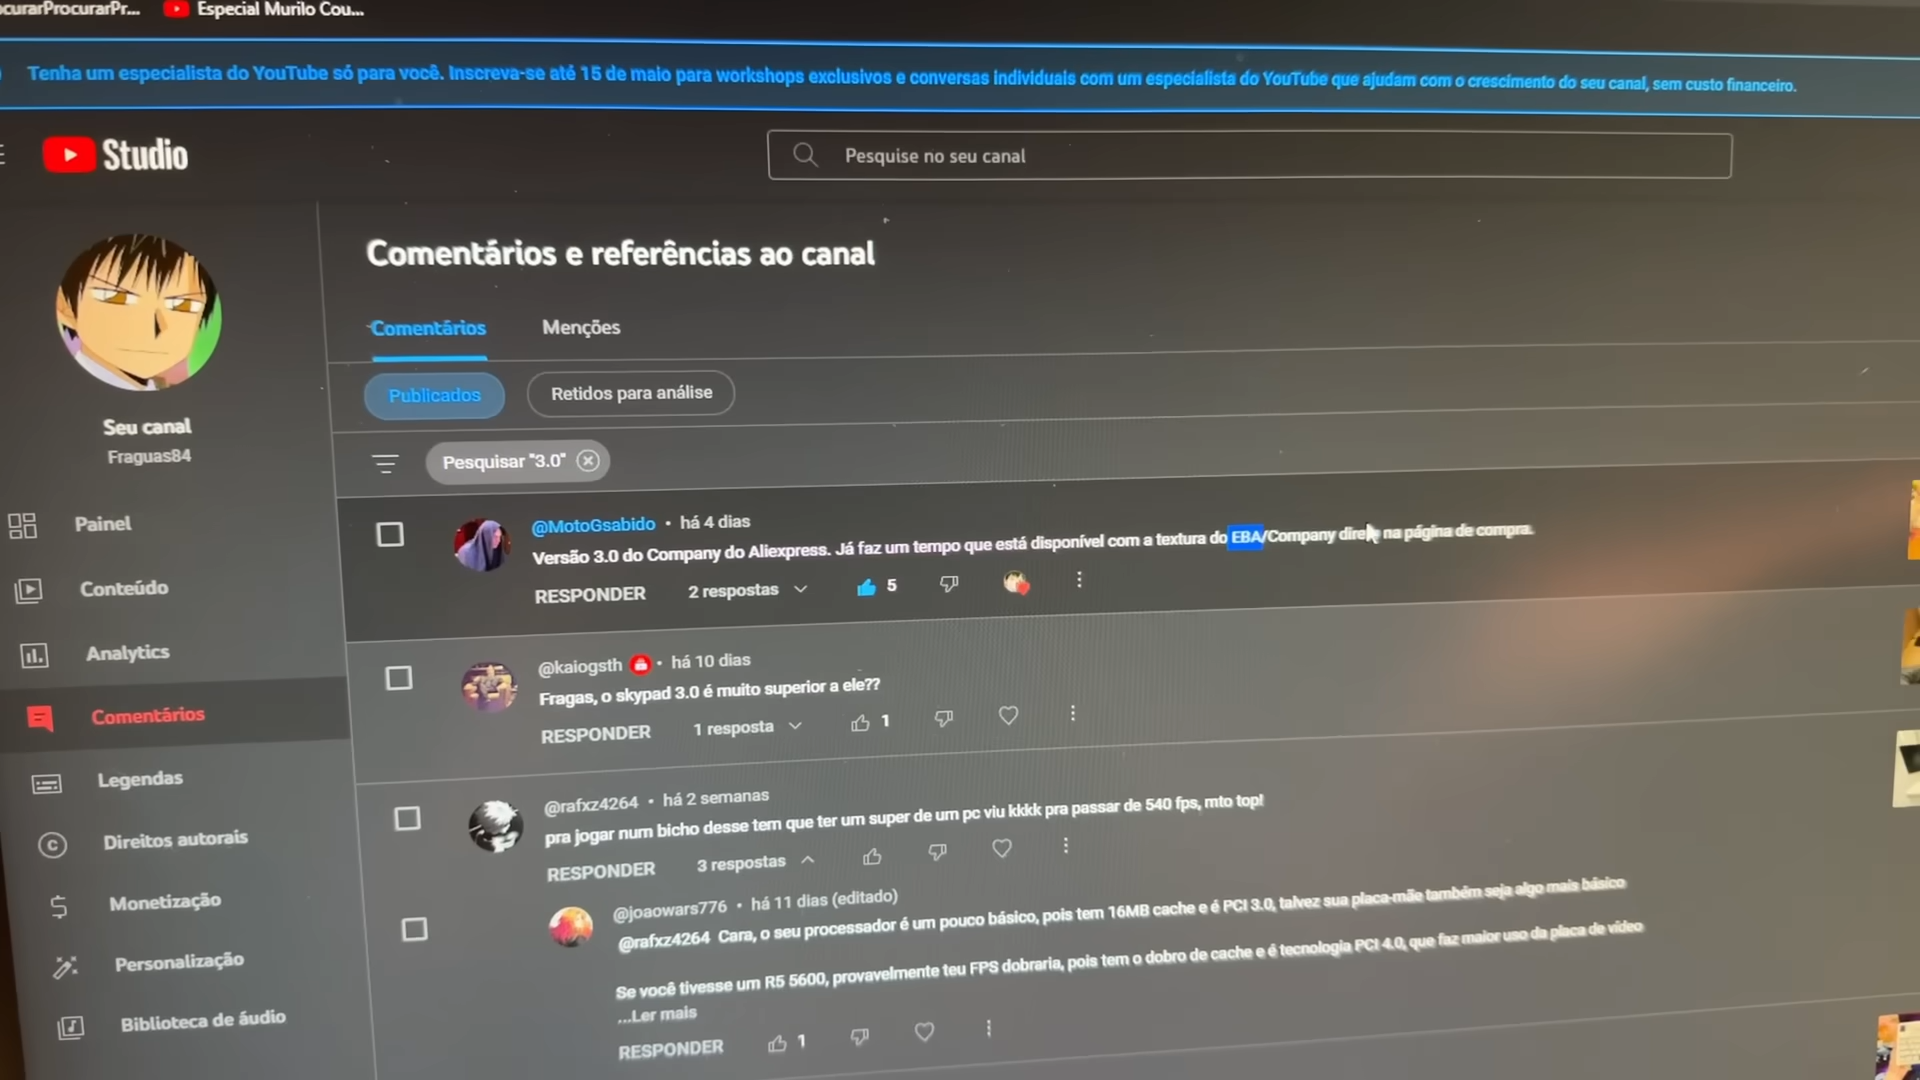 ocurarProcurarPr...
Especial Murilo Cou...
Tenha um especialista do YouTube só para você. Inscreva-se até 15 de maio para workshops exclusivos e conversas individuais com um especialista do YouTube que ajudam com o crescimento do seu canal, sem custo financeiro.
Studio
Pesquise no seu canal
Comentários e referências ao canal
Comentários
Menções
Publicados
Retidos para análise
Seu canal
Fraguas84
Pesquisar "3.0"
Painel
Conteúdo
Analytics
Comentários
Legendas
Direitos autorais
Monetização
Personalização
Biblioteca de áudio
@MotoGsabido • há 4 dias
Versão 3.0 do Company do Aliexpress. Já faz um tempo que está disponível com a textura do EBA/Company direto na página de compra.
RESPONDER 2 respostas 5
@kaiogsth • há 10 dias
Fragas, o skypad 3.0 é muito superior a ele??
RESPONDER 1 resposta 1
@rafxz4264 • há 2 semanas
pra jogar num bicho desse tem que ter um super de um pc viu kkkk pra passar de 540 fps, mto top!
RESPONDER 3 respostas
@joaowars776 • há 11 dias (editado)
@rafxz4264 Cara, o seu processador é um pouco básico, pois tem 16MB cache e é PCI 3.0, talvez sua placa-mãe também seja algo mais básico
Se você tivesse um R5 5600, provavelmente teu FPS dobraria, pois tem o dobro de cache e é tecnologia PCI 4.0, que faz maior uso da placa de vídeo
...Ler mais
RESPONDER 1